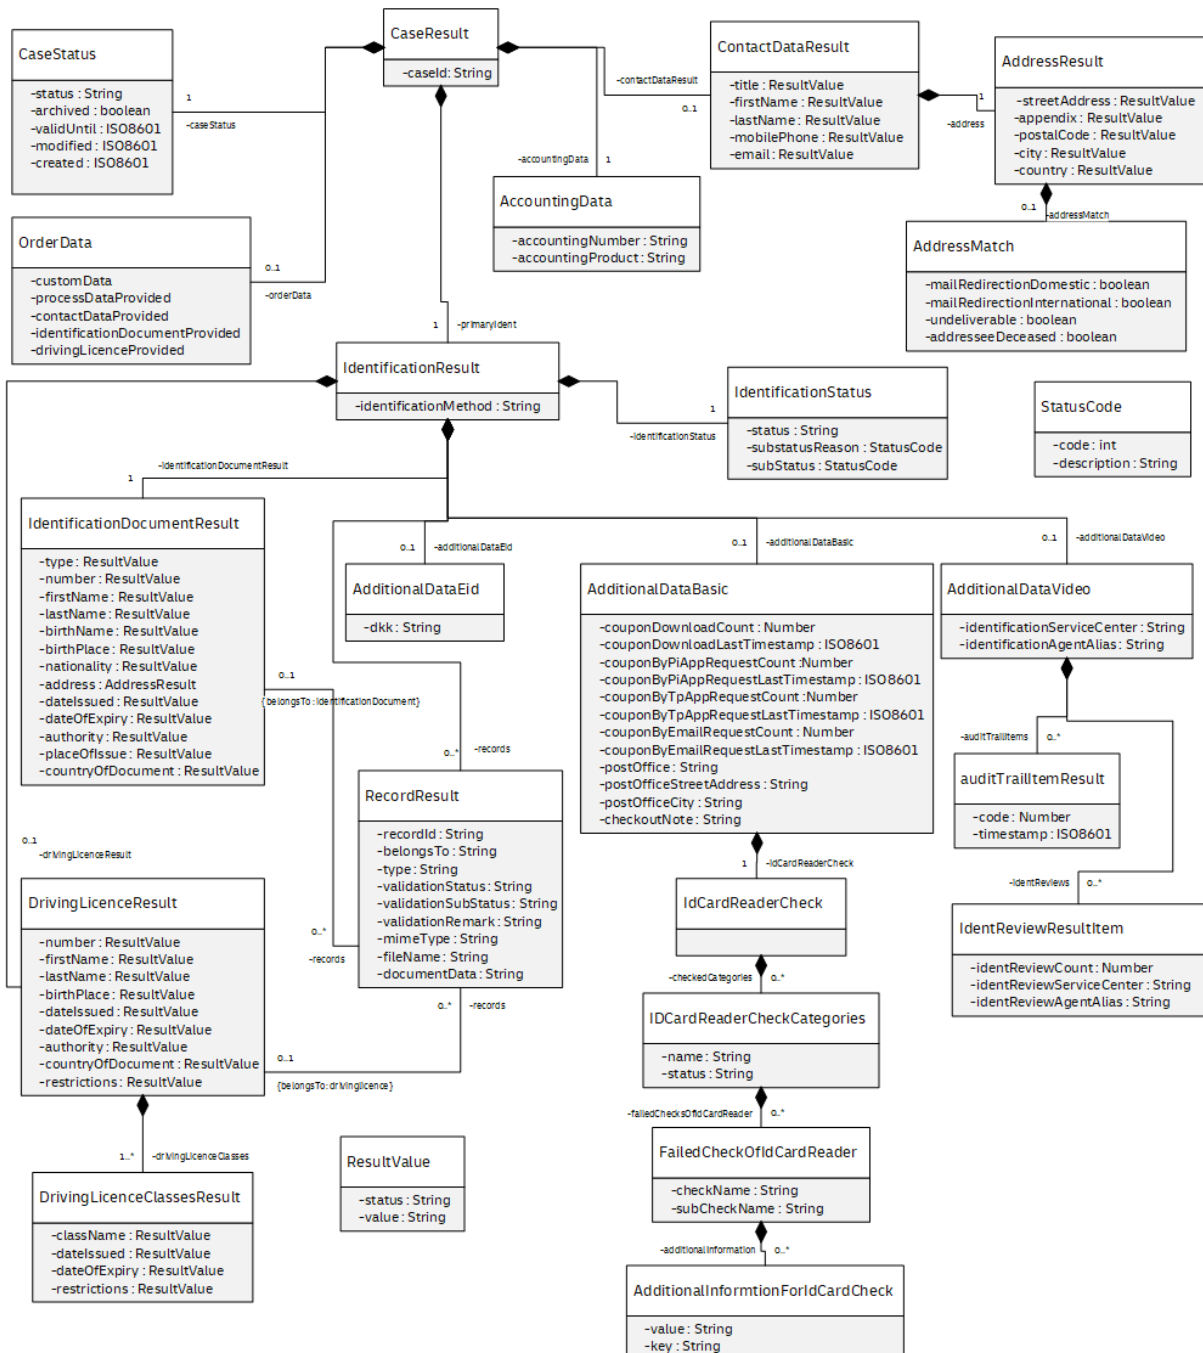 CaseStatus
-status : String
-archived : boolean
-validUntil : ISO8601
-modified : ISO8601
-created : ISO8601
1
-caseStatus
CaseResult
-caseId: String
-contactDataResult
0..1
ContactDataResult
-title : ResultValue
-firstName : ResultValue
-lastName : ResultValue
-mobilePhone : ResultValue
-email : ResultValue
1
-address
AddressResult
-streetAddress : ResultValue
-appendix : ResultValue
-postalCode : ResultValue
-city : ResultValue
-country : ResultValue
0..1
-addressMatch
AddressMatch
-mailRedirectionDomestic : boolean
-mailRedirectionInternational : boolean
-undeliverable : boolean
-addresseeDeceased : boolean
-accountingData
1
AccountingData
-accountingNumber : String
-accountingProduct : String
OrderData
-customData
-processDataProvided
-contactDataProvided
-identificationDocumentProvided
-drivingLicenceProvided
0..1
-orderData
1
-primaryIdent
IdentificationResult
-identificationMethod : String
1
-identificationStatus
IdentificationStatus
-status : String
-substatusReason : StatusCode
-subStatus : StatusCode
StatusCode
-code : int
-description : String
-identificationDocumentResult
1
IdentificationDocumentResult
-type : ResultValue
-number : ResultValue
-firstName : ResultValue
-lastName : ResultValue
-birthName : ResultValue
-birthPlace : ResultValue
-nationality : ResultValue
-address : AddressResult
-dateIssued : ResultValue
-dateOfExpiry : ResultValue
-authority : ResultValue
-placeOfIssue : ResultValue
-countryOfDocument : ResultValue
0..1
{belongsTo : IdentificationDocument}
0..1
-additionalDataEid
AdditionalDataEid
-dkk : String
0..1
-additionalDataBasic
AdditionalDataBasic
-couponDownloadCount : Number
-couponDownloadLastTimestamp : ISO8601
-couponByPiAppRequestCount :Number
-couponByPiAppRequestLastTimestamp : ISO8601
-couponByTpAppRequestCount :Number
-couponByTpAppRequestLastTimestamp : ISO8601
-couponByEmailRequestCount : Number
-couponByEmailRequestLastTimestamp : ISO8601
-postOffice : String
-postOfficeStreetAddress : String
-postOfficeCity : String
-checkoutNote : String
0..1
-additionalDataVideo
AdditionalDataVideo
-identificationServiceCenter : String
-identificationAgentAlias : String
-auditTrailItems
0..*
auditTrailItemResult
-code : Number
-timestamp : ISO8601
-identReviews
0..*
IdentReviewResultItem
-identReviewCount : Number
-identReviewServiceCenter : String
-identReviewAgentAlias : String
0..*
-records
RecordResult
-recordId : String
-belongsTo : String
-type : String
-validationStatus : String
-validationSubStatus : String
-validationRemark : String
-mimeType : String
-fileName : String
-documentData : String
0..*
-records
0..*
-records
0..1
-drivingLicenceResult
DrivingLicenceResult
-number : ResultValue
-firstName : ResultValue
-lastName : ResultValue
-birthPlace : ResultValue
-dateIssued : ResultValue
-dateOfExpiry : ResultValue
-authority : ResultValue
-countryOfDocument : ResultValue
-restrictions : ResultValue
0..1
{belongsTo: drivinglicence}
1..*
-drivingLicenceClasses
DrivingLicenceClassesResult
-className : ResultValue
-dateIssued : ResultValue
-dateOfExpiry : ResultValue
-restrictions : ResultValue
ResultValue
-status : String
-value : String
1
-idCardReaderCheck
IdCardReaderCheck
-checkedCategories
0..*
IDCardReaderCheckCategories
-name : String
-status : String
-failedChecksOfIdCardReader
0..*
FailedCheckOfIdCardReader
-checkName : String
-subCheckName : String
-additionalInformation
0..*
AdditionalInformtionForIdCardCheck
-value : String
-key : String